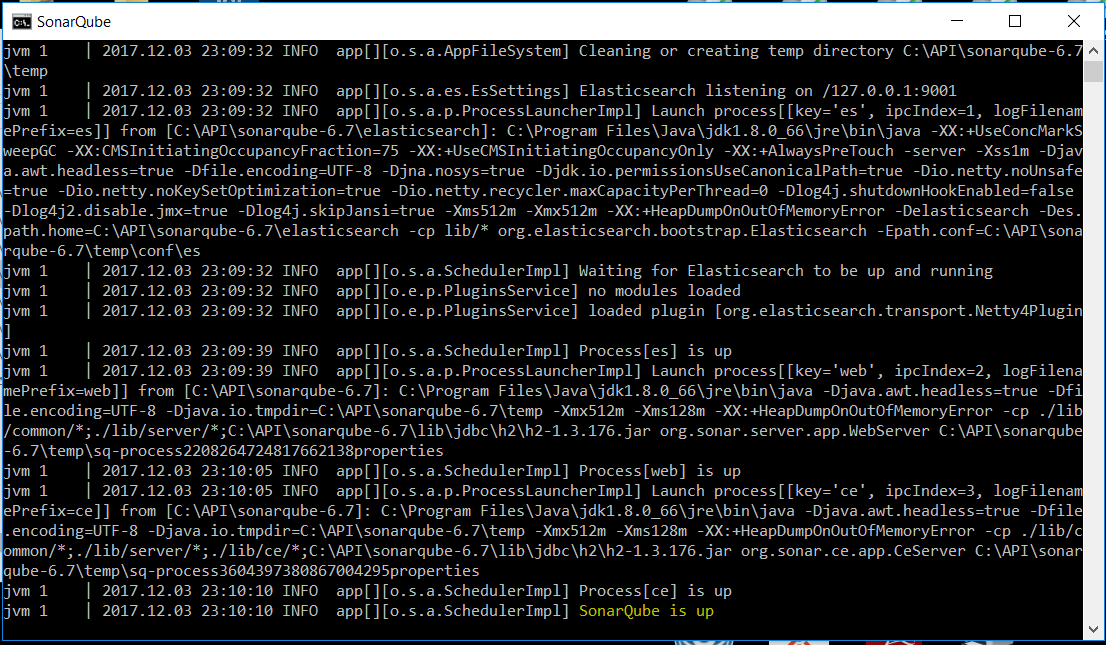 SonarQube
jvm 1    | 2017.12.03 23:09:32 INFO  app[][o.s.a.AppFileSystem] Cleaning or creating temp directory C:\API\sonarqube-6.7
\temp
jvm 1    | 2017.12.03 23:09:32 INFO  app[][o.s.a.es.EsSettings] Elasticsearch listening on /127.0.0.1:9001
jvm 1    | 2017.12.03 23:09:32 INFO  app[][o.s.a.p.ProcessLauncherImpl] Launch process[[key='es', ipcIndex=1, logFilenam
ePrefix=es]] from [C:\API\sonarqube-6.7\elasticsearch]: C:\Program Files\Java\jdk1.8.0_66\jre\bin\java -XX:+UseConcMarkS
weepGC -XX:CMSInitiatingOccupancyFraction=75 -XX:+UseCMSInitiatingOccupancyOnly -XX:+AlwaysPreTouch -server -Xss1m -Djav
a.awt.headless=true -Dfile.encoding=UTF-8 -Djna.nosys=true -Djdk.io.permissionsUseCanonicalPath=true -Dio.netty.noUnsafe
=true -Dio.netty.noKeySetOptimization=true -Dio.netty.recycler.maxCapacityPerThread=0 -Dlog4j.shutdownHookEnabled=false
-Dlog4j2.disable.jmx=true -Dlog4j.skipJansi=true -Xms512m -Xmx512m -XX:+HeapDumpOnOutOfMemoryError -Delasticsearch -Des.
path.home=C:\API\sonarqube-6.7\elasticsearch -cp lib/* org.elasticsearch.bootstrap.Elasticsearch -Epath.conf=C:\API\sona
rqube-6.7\temp\conf\es
jvm 1    | 2017.12.03 23:09:32 INFO  app[][o.s.a.SchedulerImpl] Waiting for Elasticsearch to be up and running
jvm 1    | 2017.12.03 23:09:32 INFO  app[][o.e.p.PluginsService] no modules loaded
jvm 1    | 2017.12.03 23:09:32 INFO  app[][o.e.p.PluginsService] loaded plugin [org.elasticsearch.transport.Netty4Plugin
]
jvm 1    | 2017.12.03 23:09:39 INFO  app[][o.s.a.SchedulerImpl] Process[es] is up
jvm 1    | 2017.12.03 23:09:39 INFO  app[][o.s.a.p.ProcessLauncherImpl] Launch process[[key='web', ipcIndex=2, logFilena
mePrefix=web]] from [C:\API\sonarqube-6.7]: C:\Program Files\Java\jdk1.8.0_66\jre\bin\java -Djava.awt.headless=true -Dfi
le.encoding=UTF-8 -Djava.io.tmpdir=C:\API\sonarqube-6.7\temp -Xmx512m -Xms128m -XX:+HeapDumpOnOutOfMemoryError -cp ./lib
/common/*;./lib/server/*;C:\API\sonarqube-6.7\lib\jdbc\h2\h2-1.3.176.jar org.sonar.server.app.WebServer C:\API\sonarqube
-6.7\temp\sq-process2208264724817662138properties
jvm 1    | 2017.12.03 23:10:05 INFO  app[][o.s.a.SchedulerImpl] Process[web] is up
jvm 1    | 2017.12.03 23:10:05 INFO  app[][o.s.a.p.ProcessLauncherImpl] Launch process[[key='ce', ipcIndex=3, logFilenam
ePrefix=ce]] from [C:\API\sonarqube-6.7]: C:\Program Files\Java\jdk1.8.0_66\jre\bin\java -Djava.awt.headless=true -Dfile
.encoding=UTF-8 -Djava.io.tmpdir=C:\API\sonarqube-6.7\temp -Xmx512m -Xms128m -XX:+HeapDumpOnOutOfMemoryError -cp ./lib/c
ommon/*;./lib/server/*;./lib/ce/*;C:\API\sonarqube-6.7\lib\jdbc\h2\h2-1.3.176.jar org.sonar.ce.app.CeServer C:\API\sonar
qube-6.7\temp\sq-process3604397380867004295properties
jvm 1    | 2017.12.03 23:10:10 INFO  app[][o.s.a.SchedulerImpl] Process[ce] is up
jvm 1    | 2017.12.03 23:10:10 INFO  app[][o.s.a.SchedulerImpl] SonarQube is up